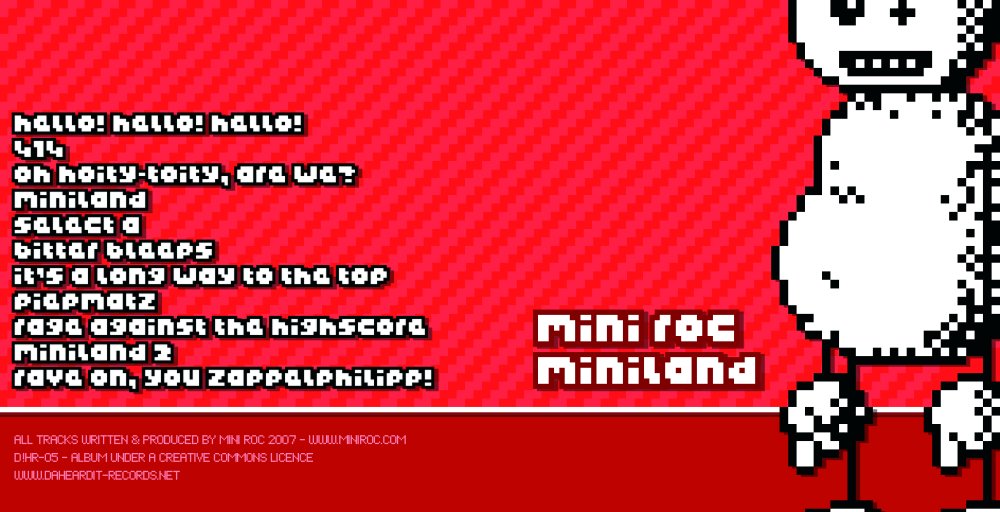 hallo! hallo! hallo!
414
oh hoity-toity, are we?
miniland
select a
bitter bleeps
it's a long way to the top
piepmatz
rage against the highscore
miniland 2
rave on, you zappelphilipp!
mini roc
miniland
ALL TRACKS WRITTEN & PRODUCED BY MINI ROC 2007 - WWW.MINIROC.COM
D!HR-05 - ALBUM UNDER A CREATIVE COMMONS LICENCE
WWW.DAHEARDIT-RECORDS.NET